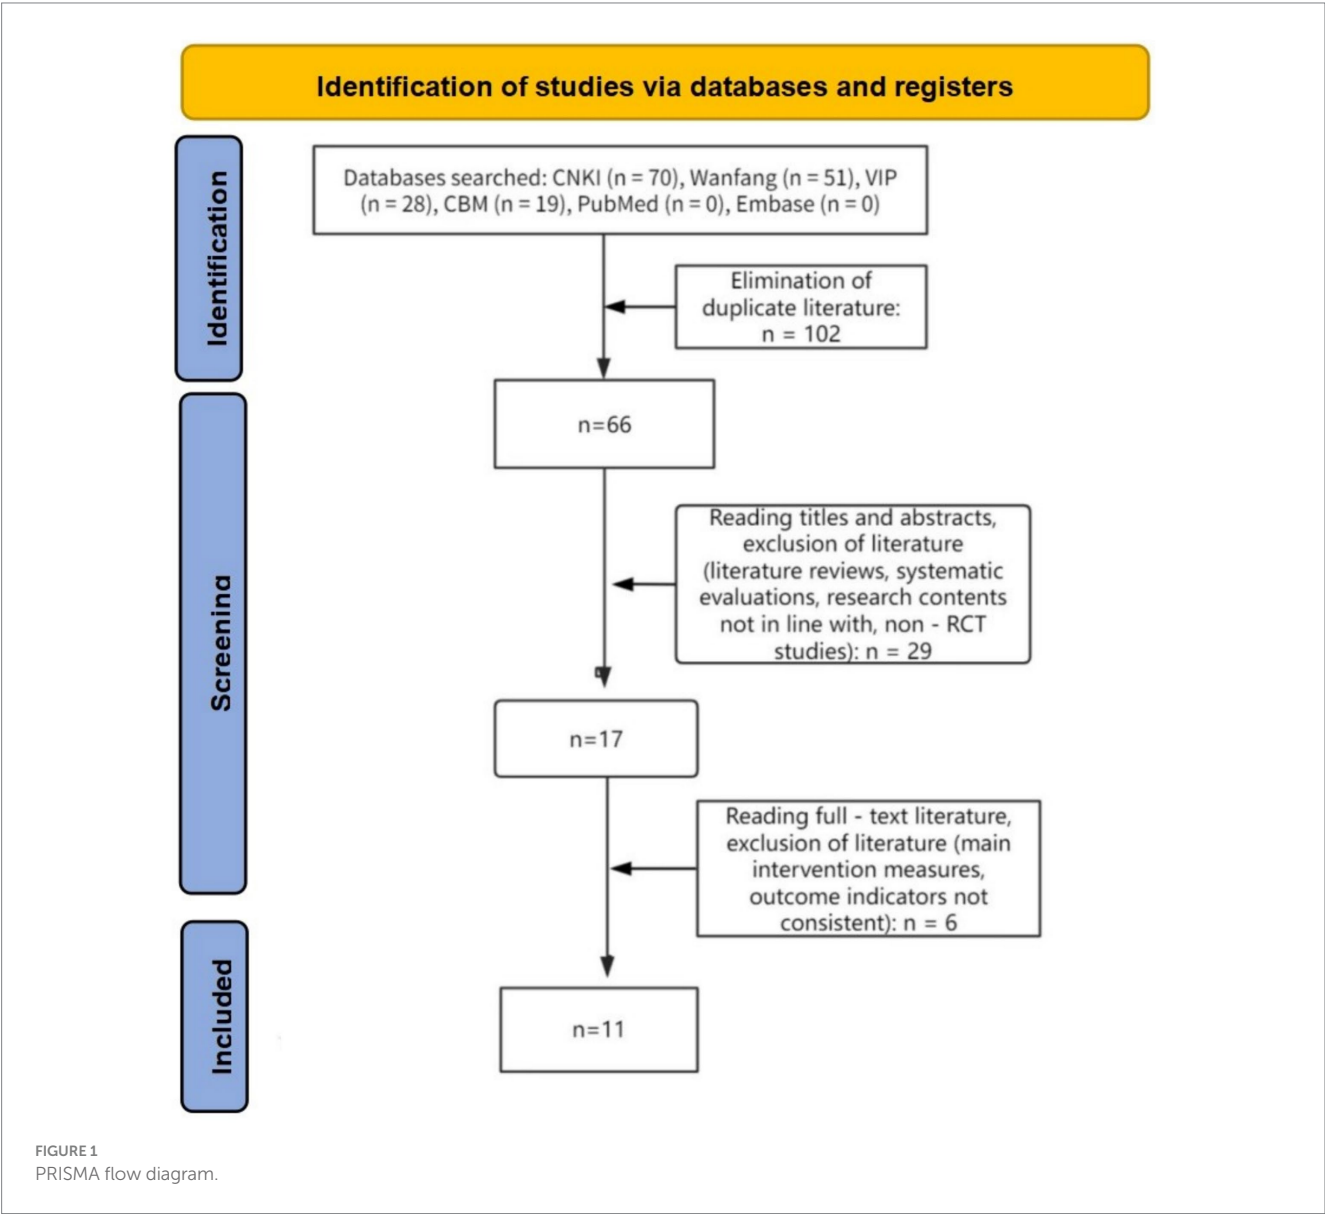 Identification of studies via databases and registers
Identification
Databases searched: CNKI (n = 70), Wanfang (n = 51), VIP
(n = 28), CBM (n = 19), PubMed (n = 0), Embase (n = 0)
Elimination of
duplicate literature:
n = 102
Screening
n=66
Reading titles and abstracts,
exclusion of literature
(literature reviews, systematic
evaluations, research contents
not in line with, non - RCT
studies): n = 29
n=17
Reading full - text literature,
exclusion of literature (main
intervention measures,
outcome indicators not
consistent): n = 6
Included
n=11
FIGURE 1
PRISMA flow diagram.